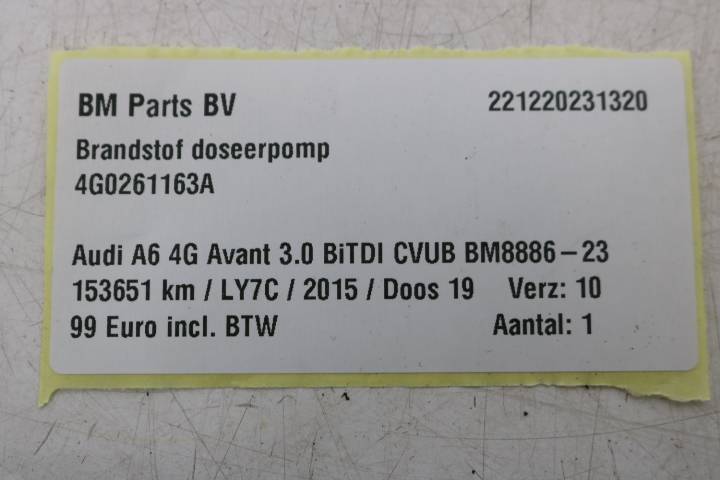 BM Parts BV 221220231320
Brandstof doseerpomp
4G0261163A
Audi A6 4G Avant 3.0 BiTDI CVUB BM8886-23
153651 km / LY7C / 2015 / Doos 19 Verz: 10
99 Euro incl. BTW Aantal: 1